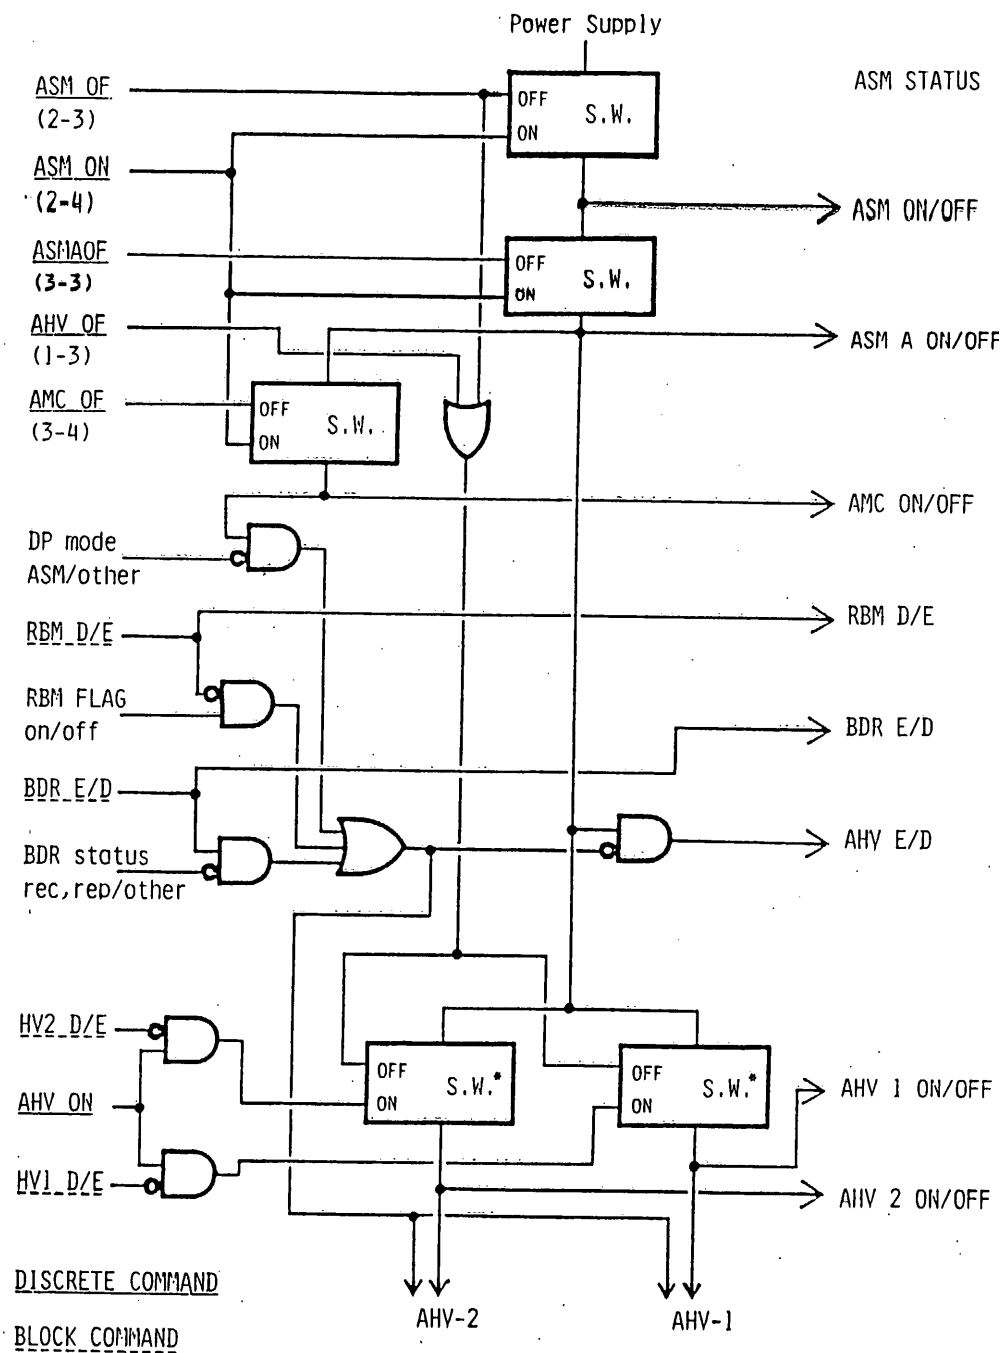 Power Supply
ASM STATUS
ASM OF
(2-3)
OFF
S.W.
ON
ASM ON
(2-4)
ASM ON/OFF
ASMAOF
(3-3)
OFF
S.W.
ON
AHV OF
(1-3)
ASM A ON/OFF
AMC OF
(3-4)
OFF
S.W.
ON
AMC ON/OFF
DP mode
ASM/other
RBM D/E
RBM D/E
RBM FLAG
on/off
BDR E/D
BDR E/D
BDR status
rec,rep/other
AHV E/D
HV2 D/E
AHV ON
HV1 D/E
OFF
S.W.*
ON
OFF
S.W.*
ON
AHV 1 ON/OFF
AHV 2 ON/OFF
AHV-2
AHV-1
DISCRETE COMMAND
BLOCK COMMAND